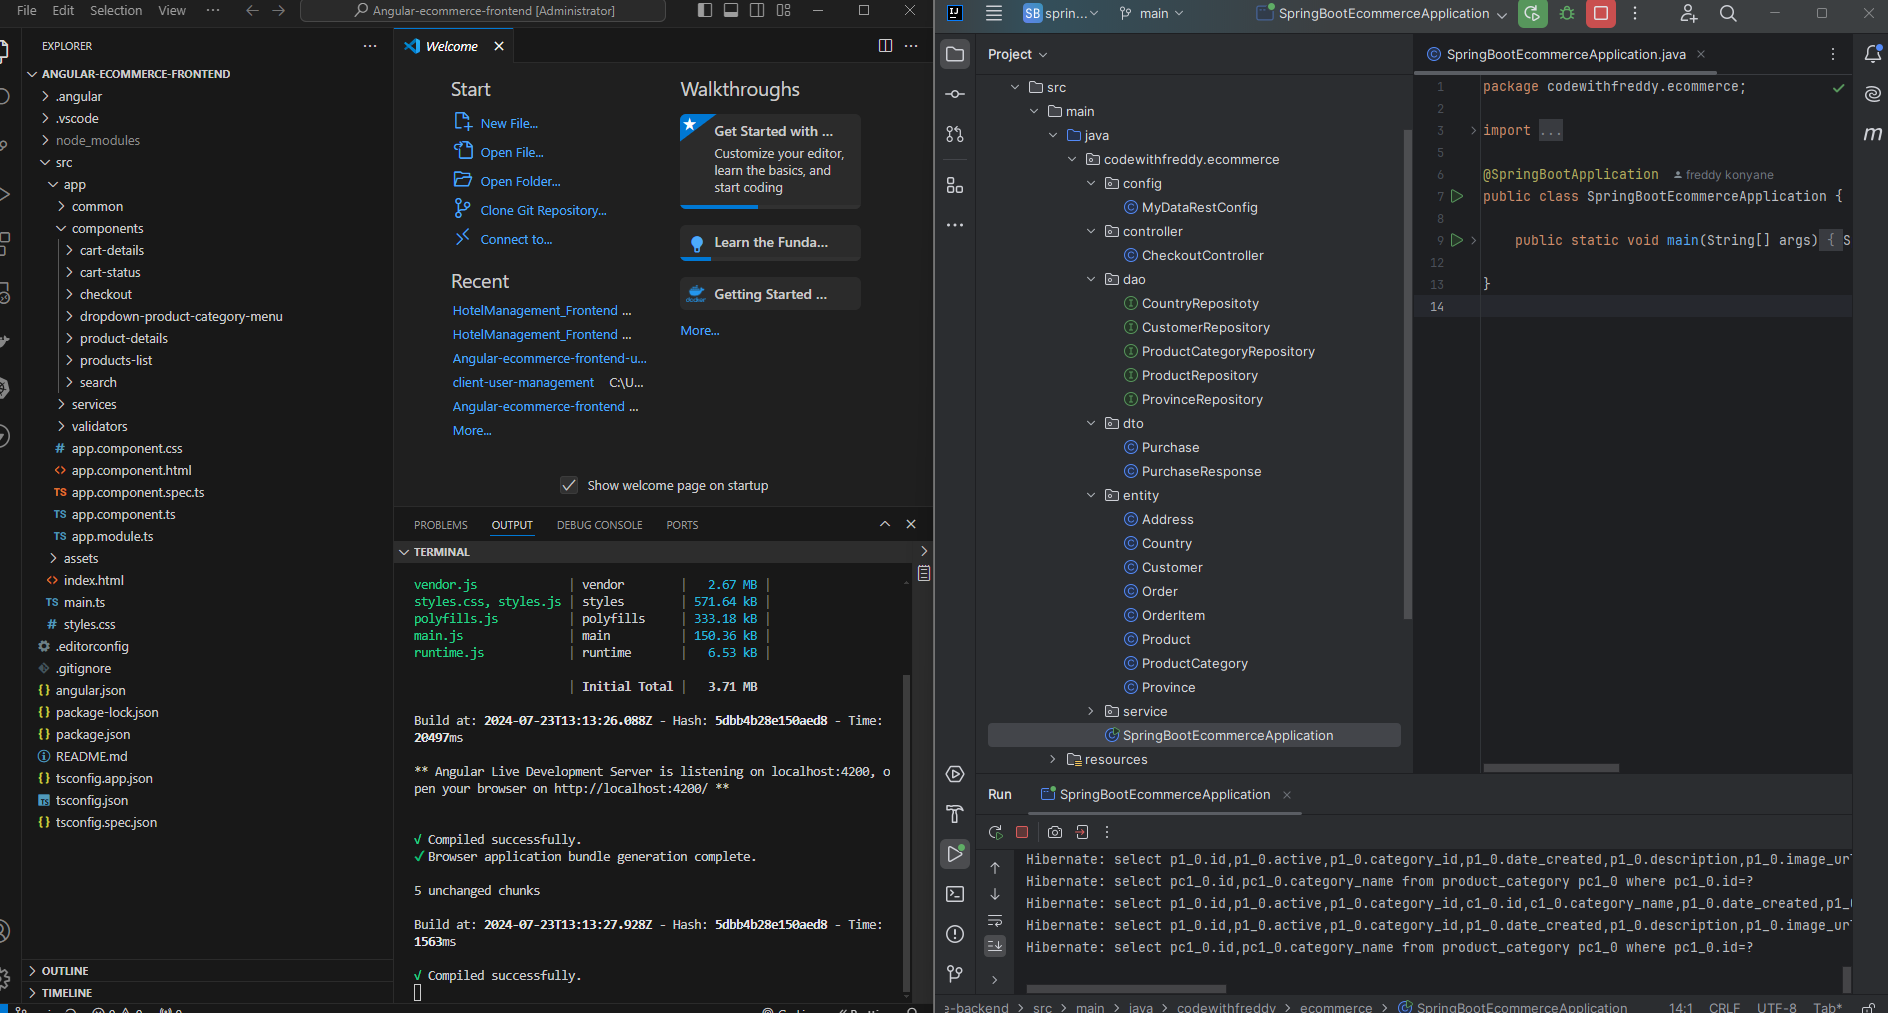 File Edit Selection View ··· Angular-ecommerce-frontend [Administrator]
EXPLORER ···
ANGULAR-ECOMMERCE-FRONTEND
.angular
.vscode
node_modules
src
app
common
components
cart-details
cart-status
checkout
dropdown-product-category-menu
product-details
products-list
search
services
validators
# app.component.css
<> app.component.html
TS app.component.spec.ts
TS app.component.ts
TS app.module.ts
assets
<> index.html
TS main.ts
# styles.css
.editorconfig
.gitignore
{} angular.json
{} package-lock.json
{} package.json
README.md
{} tsconfig.app.json
TS tsconfig.json
{} tsconfig.spec.json
OUTLINE
TIMELINE
Welcome
Start
New File...
Open File...
Open Folder...
Clone Git Repository...
Connect to...
Recent
HotelManagement_Frontend ...
HotelManagement_Frontend ...
Angular-ecommerce-frontend-u...
client-user-management C:\U...
Angular-ecommerce-frontend ...
More...
Walkthroughs
Get Started with ...
Customize your editor,
learn the basics, and
start coding
Learn the Funda...
docker Getting Started ...
More...
Show welcome page on startup
PROBLEMS OUTPUT DEBUG CONSOLE PORTS
TERMINAL
vendor.js | vendor | 2.67 MB |
styles.css, styles.js | styles | 571.64 kB |
polyfills.js | polyfills | 333.18 kB |
main.js | main | 150.36 kB |
runtime.js | runtime | 6.53 kB |
| Initial Total | 3.71 MB
Build at: 2024-07-23T13:13:26.088Z - Hash: 5dbb4b28e150aed8 - Time:
20497ms
** Angular Live Development Server is listening on localhost:4200, o
pen your browser on http://localhost:4200/ **
√ Compiled successfully.
✔ Browser application bundle generation complete.
5 unchanged chunks
Build at: 2024-07-23T13:13:27.928Z - Hash: 5dbb4b28e150aed8 - Time:
1563ms
√ Compiled successfully.
SB sprin... main SpringBootEcommerceApplication
Project
src
main
java
codewithfreddy.ecommerce
config
MyDataRestConfig
controller
CheckoutController
dao
CountryRepositoty
CustomerRepository
ProductCategoryRepository
ProductRepository
ProvinceRepository
dto
Purchase
PurchaseResponse
entity
Address
Country
Customer
Order
OrderItem
Product
ProductCategory
Province
service
SpringBootEcommerceApplication
resources
SpringBootEcommerceApplication.java
1 package codewithfreddy.ecommerce;
2
3 import ...
5
6 @SpringBootApplication freddy konyane
7 public class SpringBootEcommerceApplication {
8
9 public static void main(String[] args) { S
12
13 }
14
m
Run SpringBootEcommerceApplication
Hibernate: select p1_0.id,p1_0.active,p1_0.category_id,p1_0.date_created,p1_0.description,p1_0.image_ur
Hibernate: select pc1_0.id,pc1_0.category_name from product_category pc1_0 where pc1_0.id=?
Hibernate: select p1_0.id,p1_0.active,p1_0.category_id,c1_0.id,c1_0.category_name,p1_0.date_created,p1_
Hibernate: select p1_0.id,p1_0.active,p1_0.category_id,p1_0.date_created,p1_0.description,p1_0.image_ur
Hibernate: select pc1_0.id,pc1_0.category_name from product_category pc1_0 where pc1_0.id=?
e-backend > src > main > java > codewithfreddy > ecommerce > SpringBootEcommerceApplication 14:1 CRLF UTF-8 Tab*